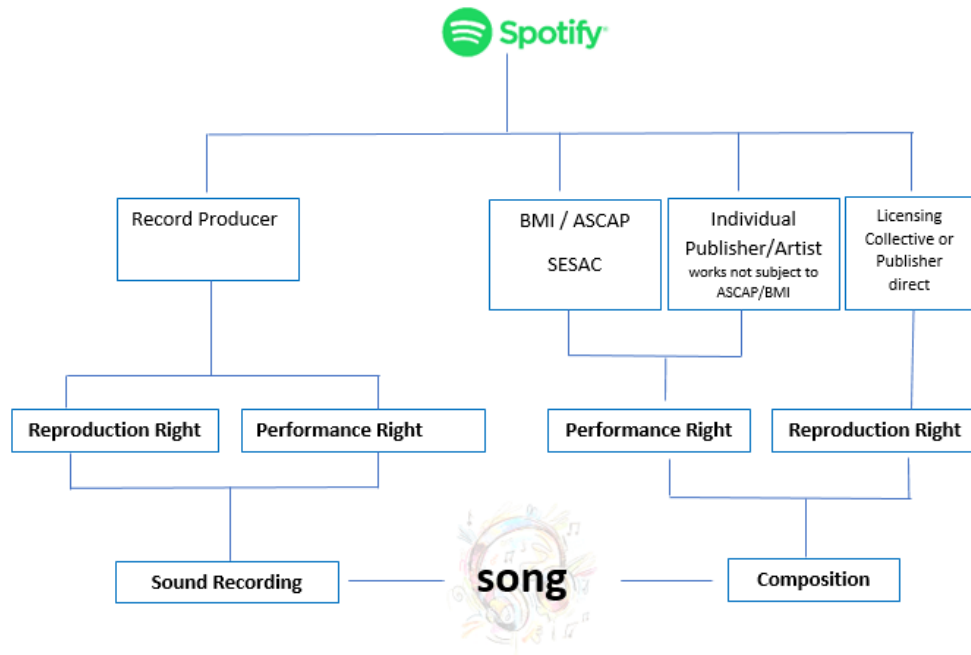 Spotify
Record Producer
BMI / ASCAP
SESAC
Individual
Publisher/Artist
works not subject to
ASCAP/BMI
Licensing
Collective or
Publisher
direct
Reproduction Right
Performance Right
Performance Right
Reproduction Right
Sound Recording
song
Composition